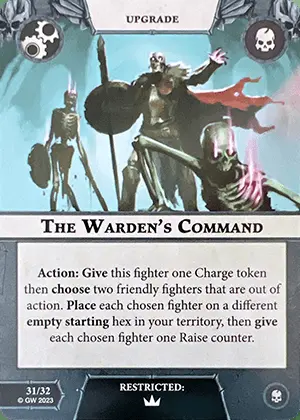 UPGRADE
THE WARDEN'S COMMAND
Action: Give this fighter one Charge token
then choose two friendly fighters that are out of
action. Place each chosen fighter on a different
empty starting hex in your territory, then give
each chosen fighter one Raise counter.
31/32
© GW 2023
RESTRICTED: